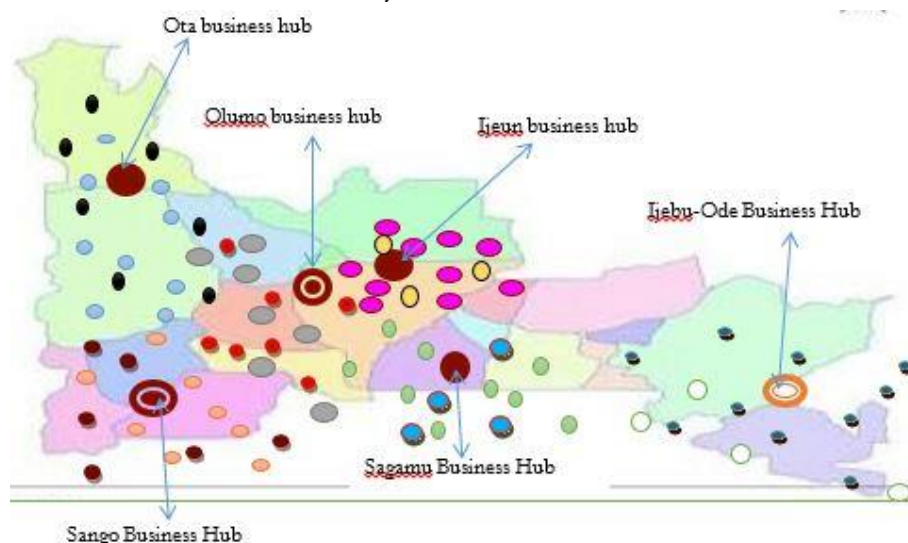 Ota business hub
Olumo business hub
Ijeun business hub
Ijebu-Ode Business Hub
Sagamu Business Hub
Sango Business Hub